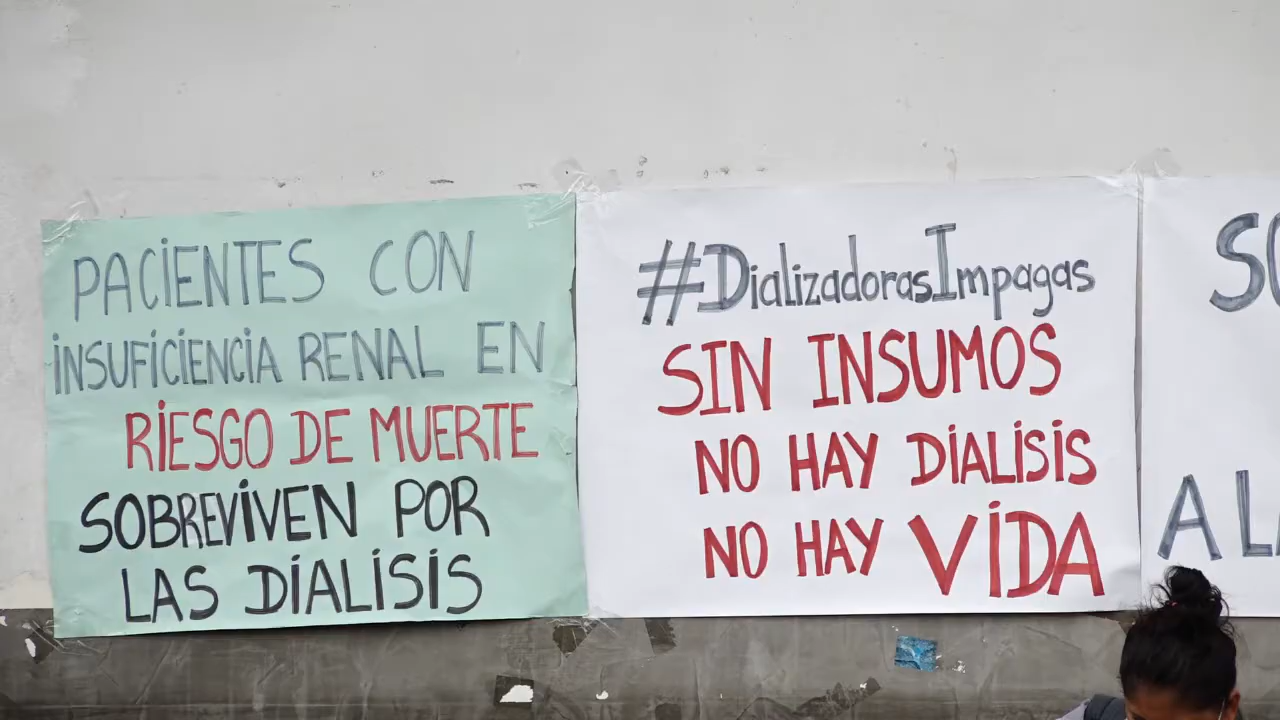 PACIENTES CON
INSUFICIENCIA RENAL EN
RIESGO DE MUERTE
SOBREVIVEN POR
LAS DIALISIS
#DializadorasImpagas
SIN INSUMOS
NO HAY DIALISIS
NO HAY VIDA